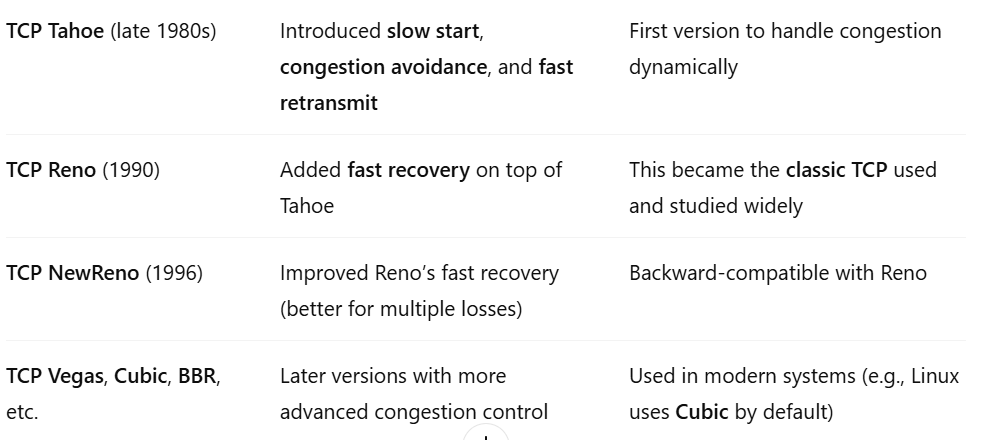 TCP Tahoe (late 1980s)
Introduced slow start,
congestion avoidance, and fast
retransmit
First version to handle congestion
dynamically
TCP Reno (1990)
Added fast recovery on top of
Tahoe
This became the classic TCP used
and studied widely
TCP NewReno (1996)
Improved Reno’s fast recovery
(better for multiple losses)
Backward-compatible with Reno
TCP Vegas, Cubic, BBR,
etc.
Later versions with more
advanced congestion control
Used in modern systems (e.g., Linux
uses Cubic by default)